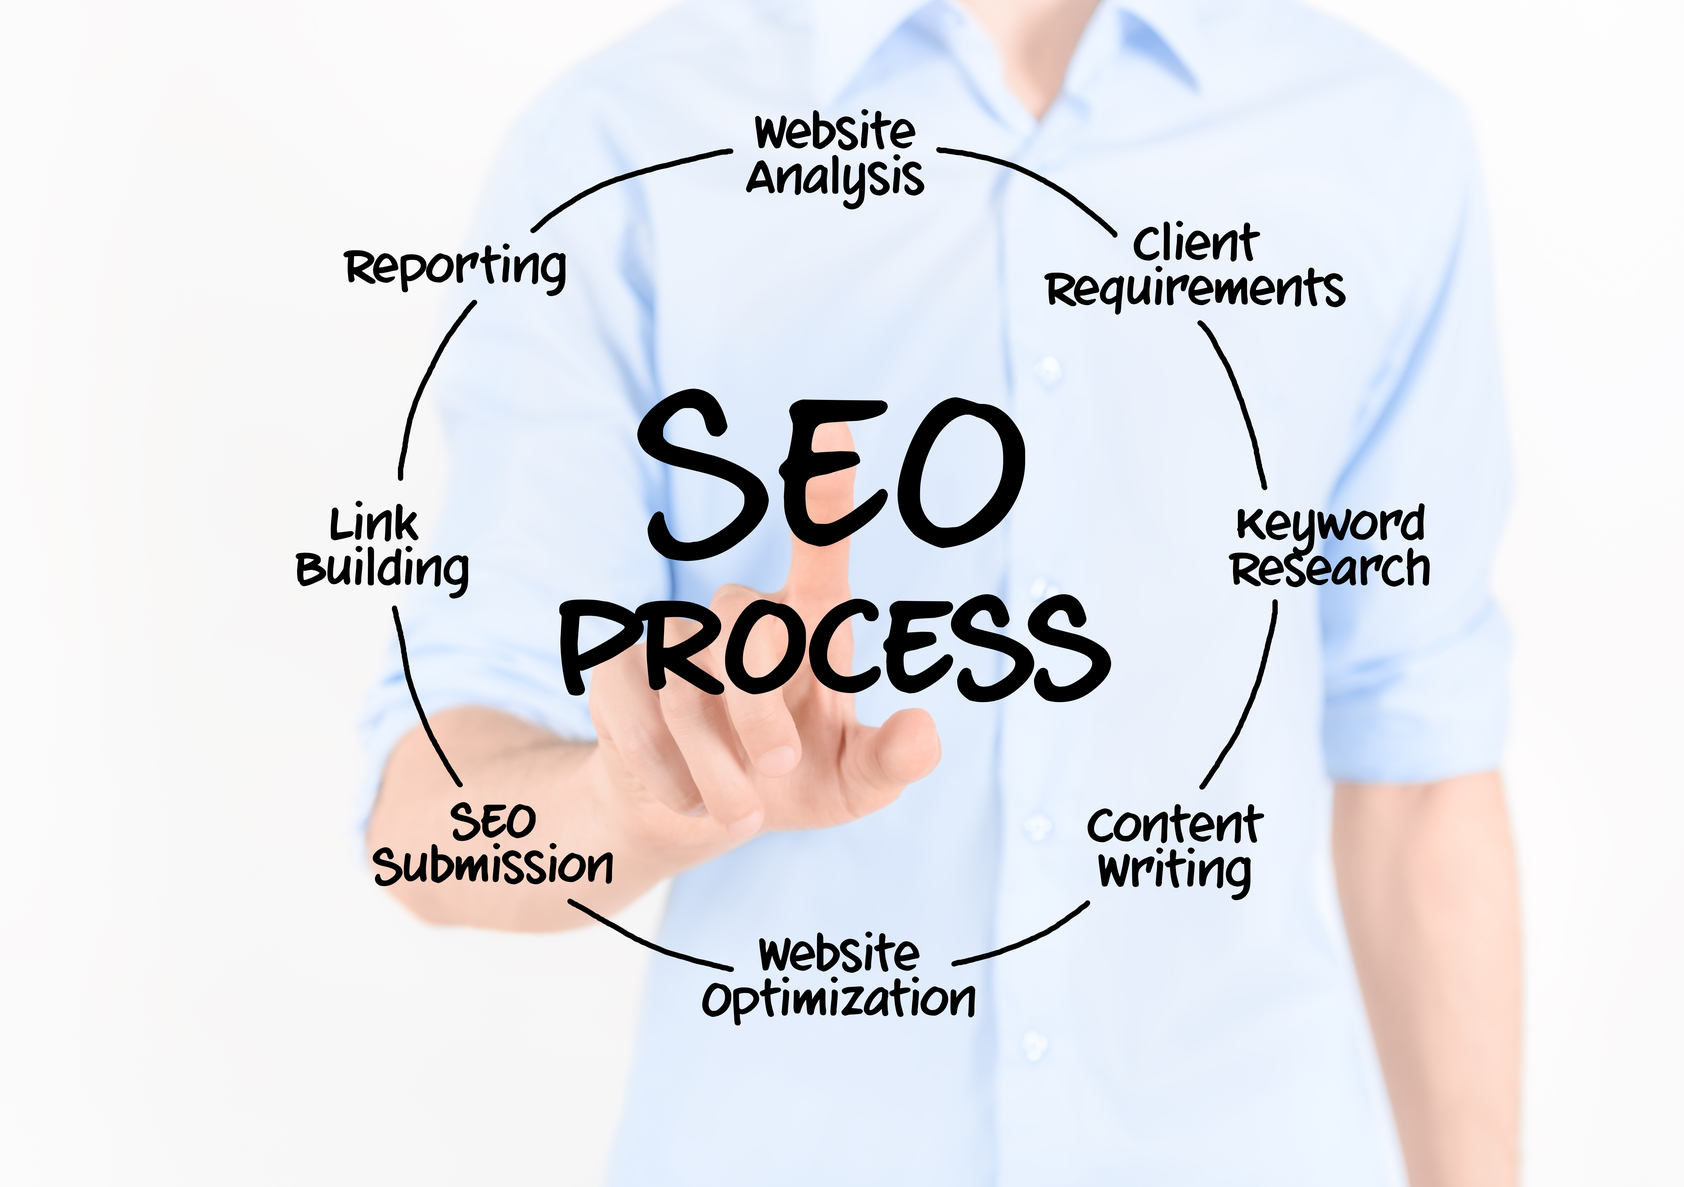 Website
Analysis
Client
Requirements
Keyword
Research
Content
Writing
Website
Optimization
SEO
Submission
Link
Building
Reporting
SEO
PROCESS